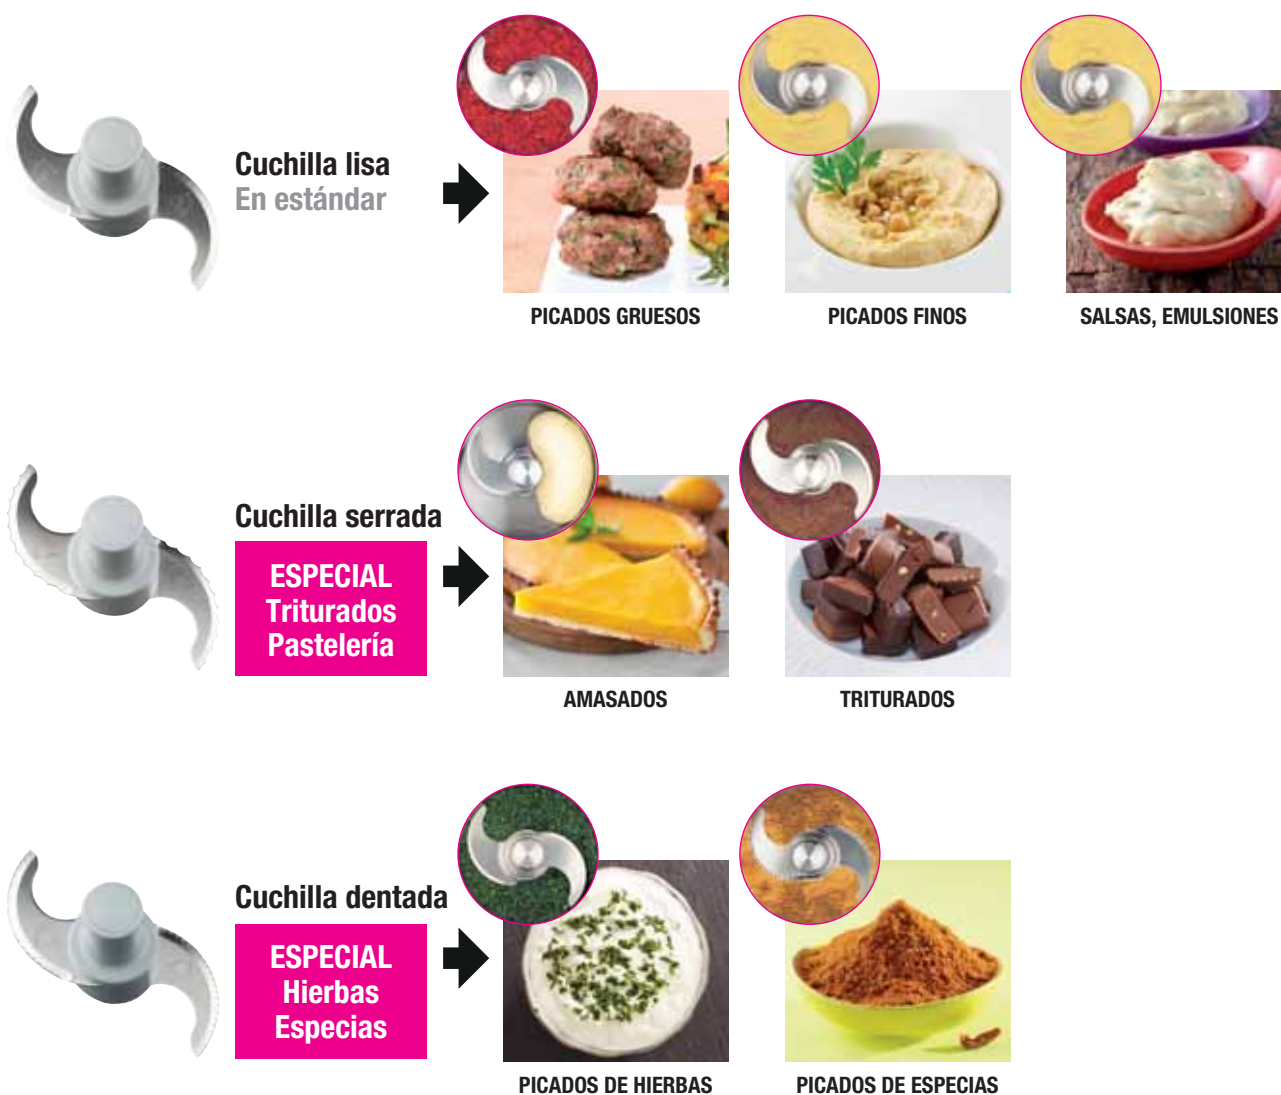 Cuchilla lisa
En estándar
PICADOS GRUESOS
PICADOS FINOS
SALSAS, EMULSIONES
Cuchilla serrada
ESPECIAL
Triturados
Pastelería
AMASADOS
TRITURADOS
Cuchilla dentada
ESPECIAL
Hierbas
Especias
PICADOS DE HIERBAS
PICADOS DE ESPECIAS